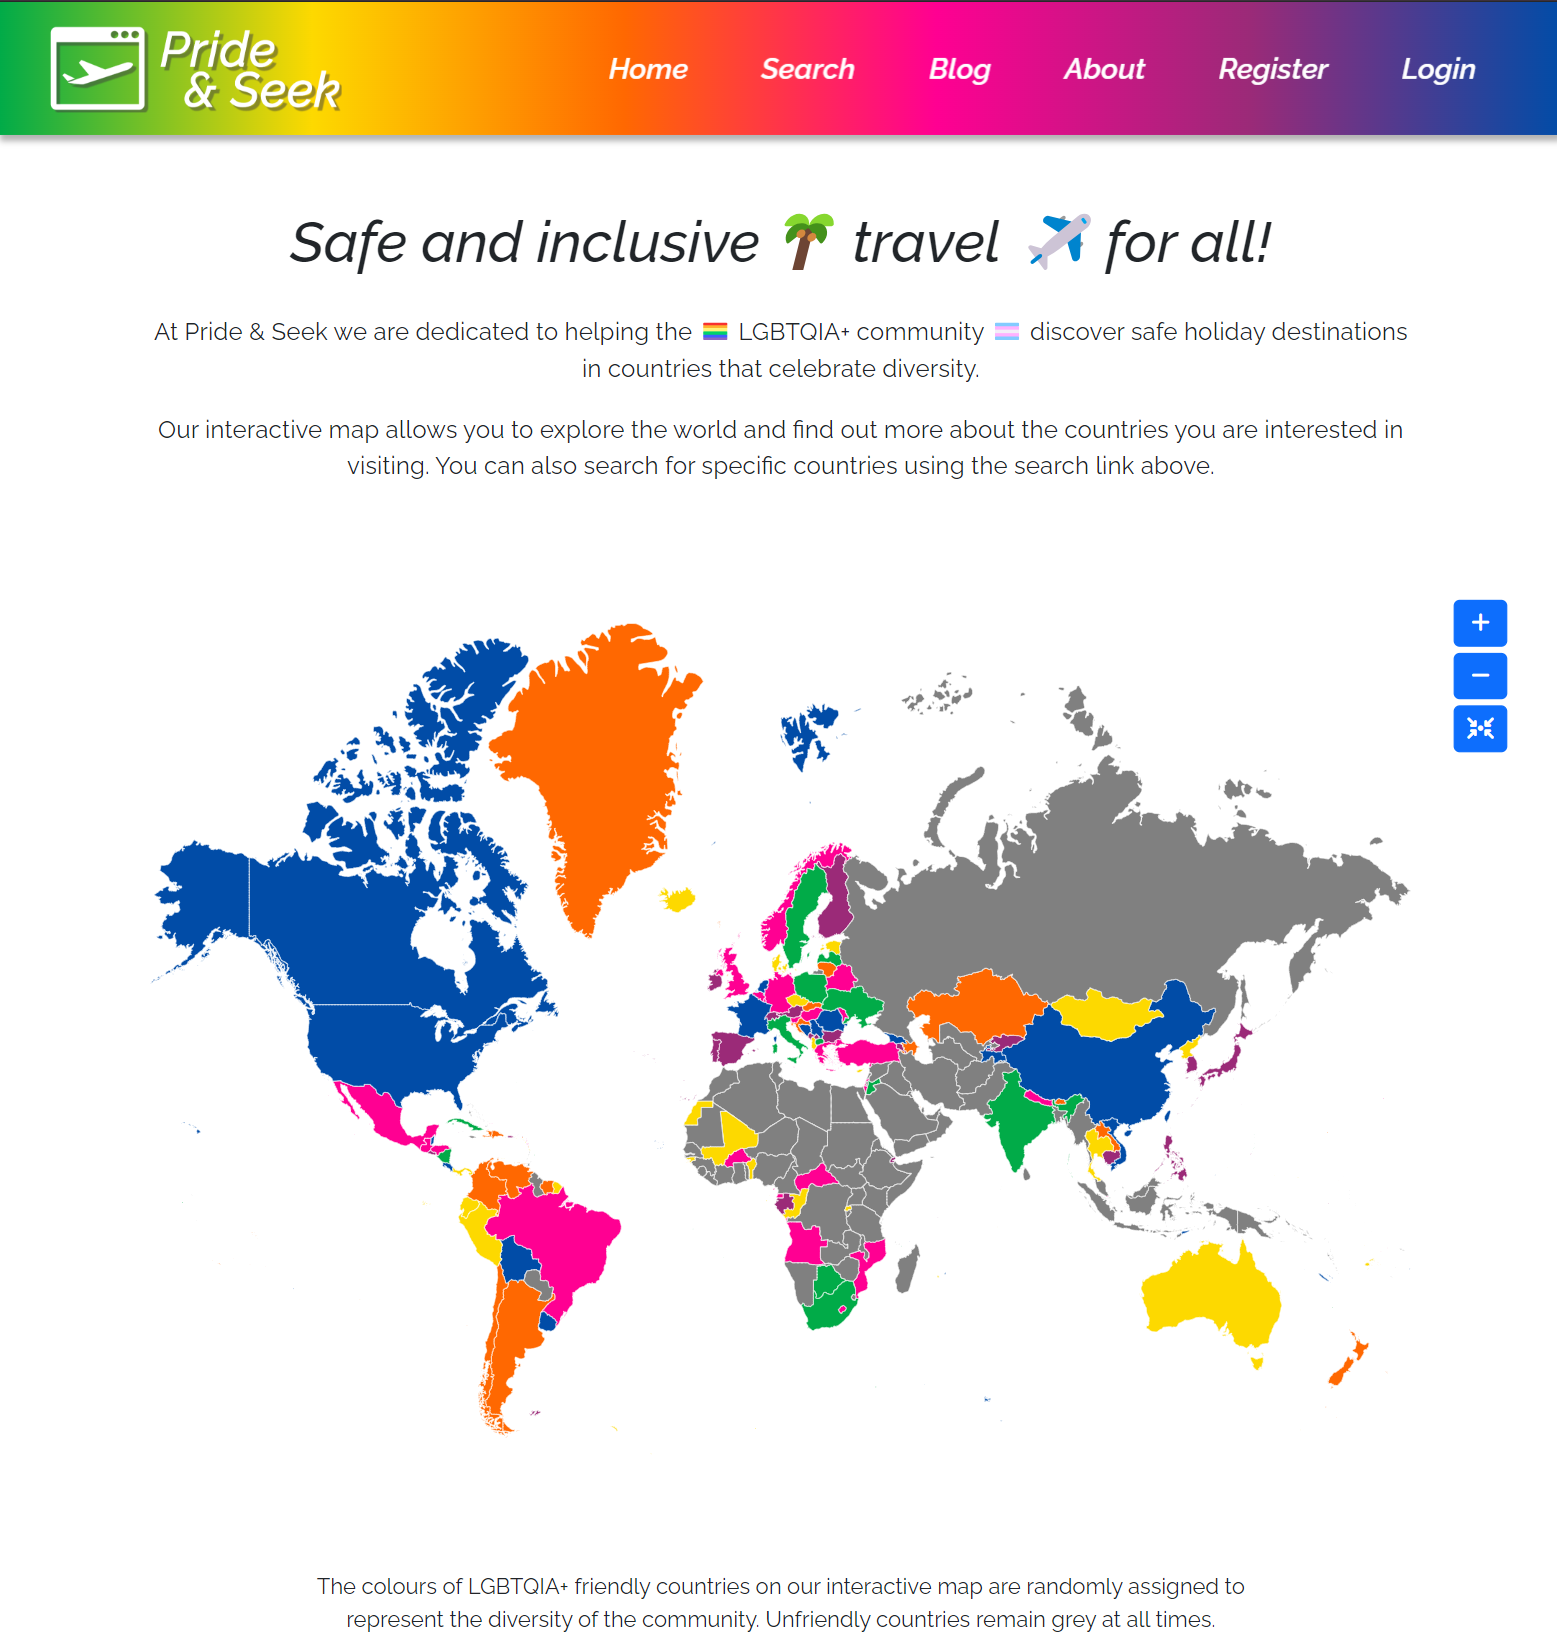 Pride
& Seek
Home Search Blog About Register Login
Safe and inclusive 🌴 travel ✈️ for all!
At Pride & Seek we are dedicated to helping the 🏳️‍🌈 LGBTQIA+ community 🏳️‍⚧️ discover safe holiday destinations
in countries that celebrate diversity.
Our interactive map allows you to explore the world and find out more about the countries you are interested in
visiting. You can also search for specific countries using the search link above.
+
−
The colours of LGBTQIA+ friendly countries on our interactive map are randomly assigned to
represent the diversity of the community. Unfriendly countries remain grey at all times.